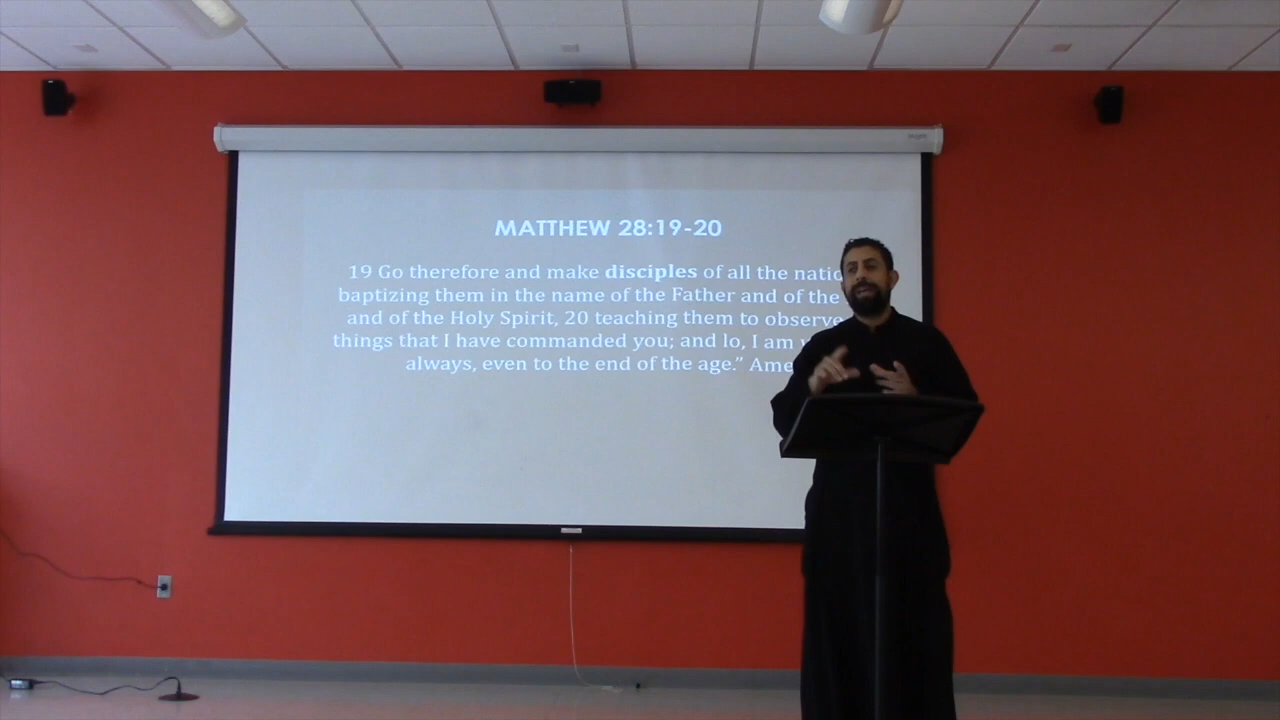 MATTHEW 28:19-20
19 Go therefore and make disciples of all the natio
baptizing them in the name of the Father and of the
and of the Holy Spirit, 20 teaching them to observe
things that I have commanded you; and lo, I am
always, even to the end of the age.” Ame